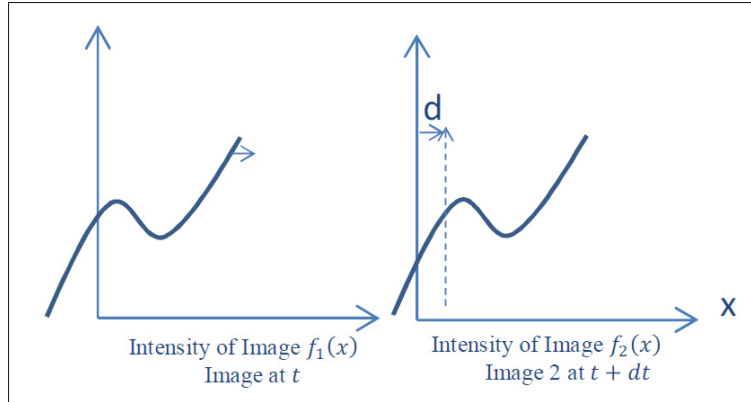 d
x
Intensity of Image f₁(x)
Image at t
Intensity of Image f₂(x)
Image 2 at t + dt